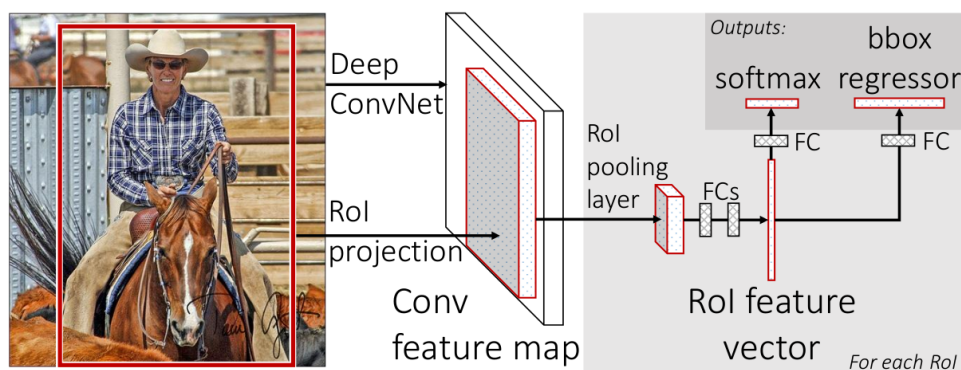 Deep
ConvNet
RoI
projection
Conv
feature map
RoI
pooling
layer
FCs
RoI feature
vector
For each RoI
Outputs:
softmax
bbox
regressor
FC
FC